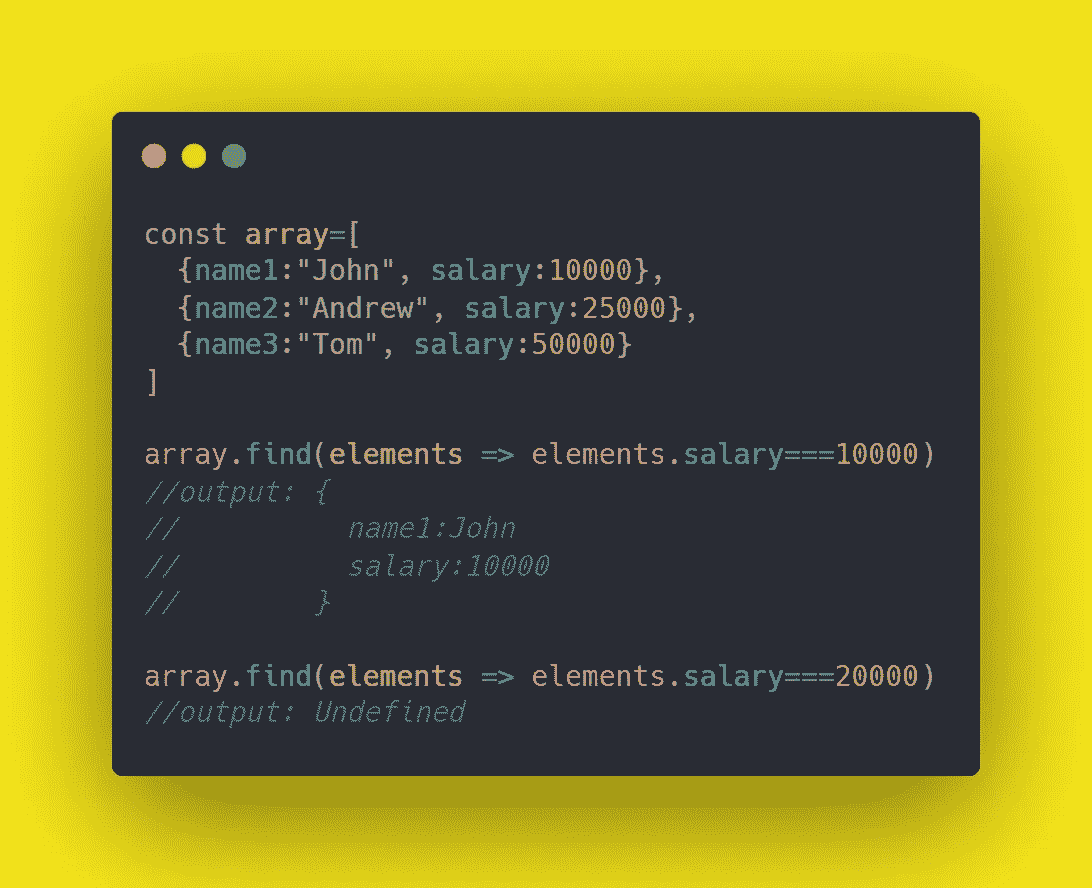 const array=[
  {name1:"John", salary:10000},
  {name2:"Andrew", salary:25000},
  {name3:"Tom", salary:50000}
]
array.find(elements => elements.salary===10000)
//output: {
//          name1:John
//          salary:10000
//        }
array.find(elements => elements.salary===20000)
//output: Undefined